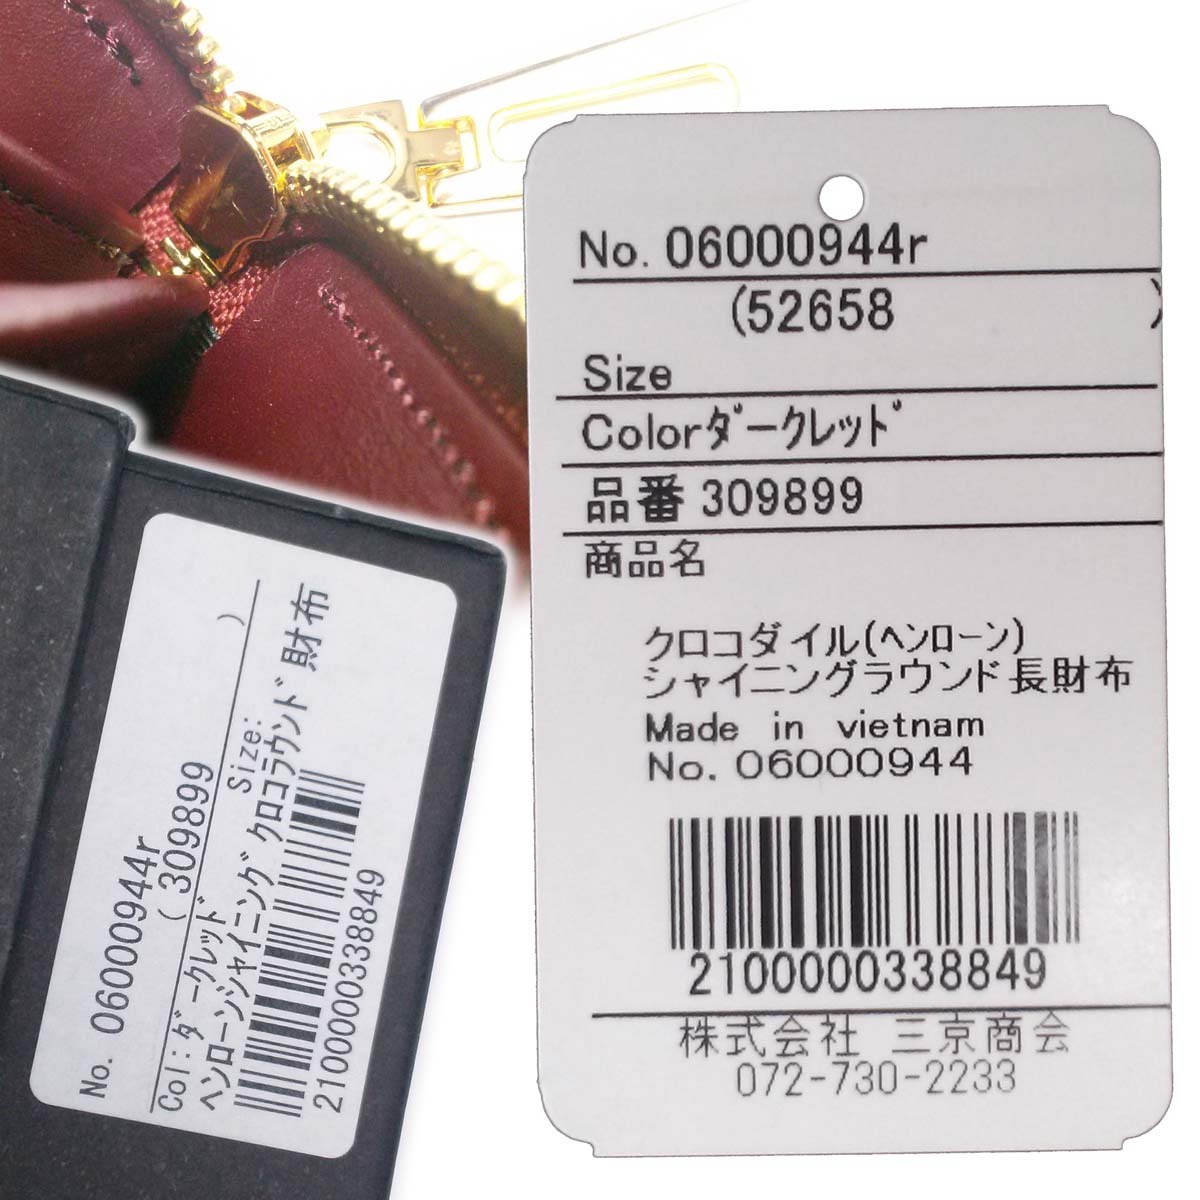 No. 06000944r
(52658 )
Size
Colorﾀﾞｰｸﾚｯﾄﾞ
品番 309899
商品名
クロコダイル(ヘンローン)
シャイニングラウンド長財布
Made in vietnam
No. 06000944
2100000338849
株式会社 三京商会
072-730-2233
No. 06000944r
( 309899 )
Col:ﾀﾞｰｸﾚｯﾄﾞ Size:
ヘンローンシャイニング クロコラウンド財布
2100000338849